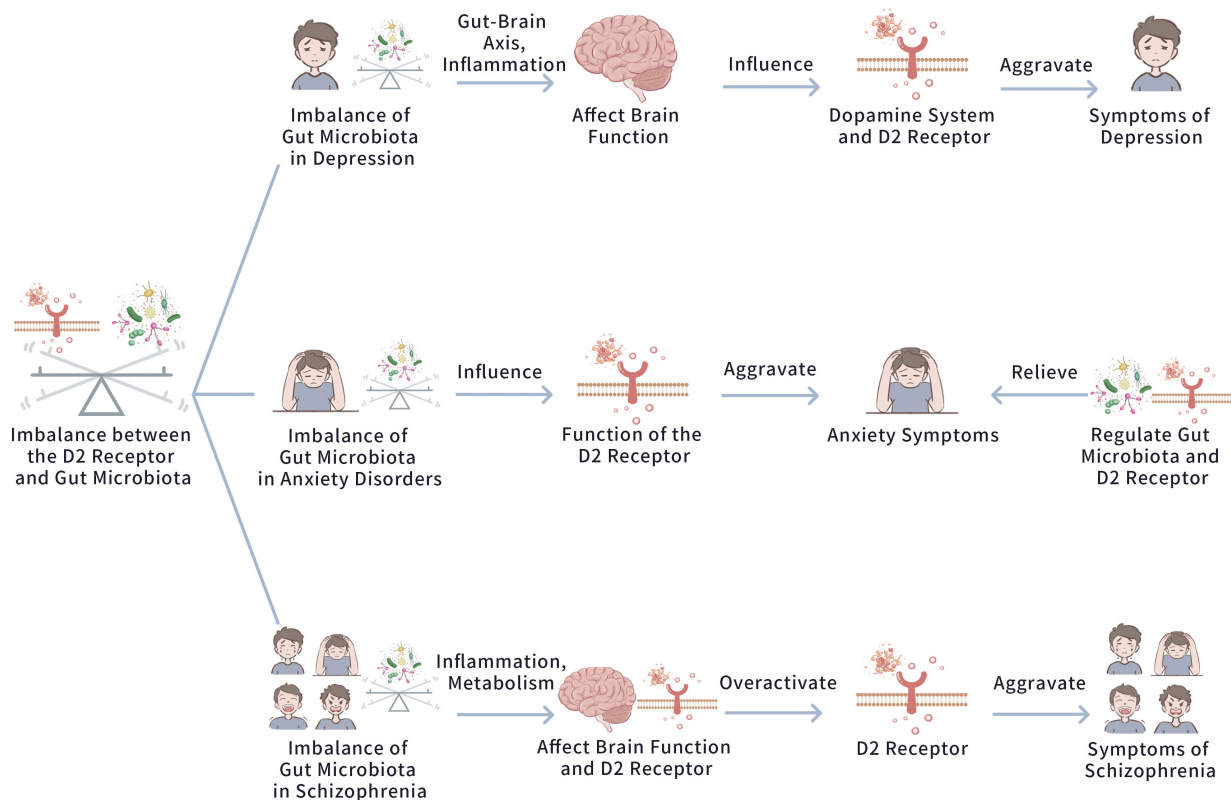 Gut-Brain
Axis,
Inflammation
Influence
Aggravate
Imbalance of
Gut Microbiota
in Depression
Affect Brain
Function
Dopamine System
and D2 Receptor
Symptoms of
Depression
Imbalance between
the D2 Receptor
and Gut Microbiota
Influence
Aggravate
Relieve
Imbalance of
Gut Microbiota
in Anxiety Disorders
Function of the
D2 Receptor
Anxiety Symptoms
Regulate Gut
Microbiota and
D2 Receptor
Inflammation,
Metabolism
Overactivate
Aggravate
Imbalance of
Gut Microbiota
in Schizophrenia
Affect Brain Function
and D2 Receptor
D2 Receptor
Symptoms of
Schizophrenia